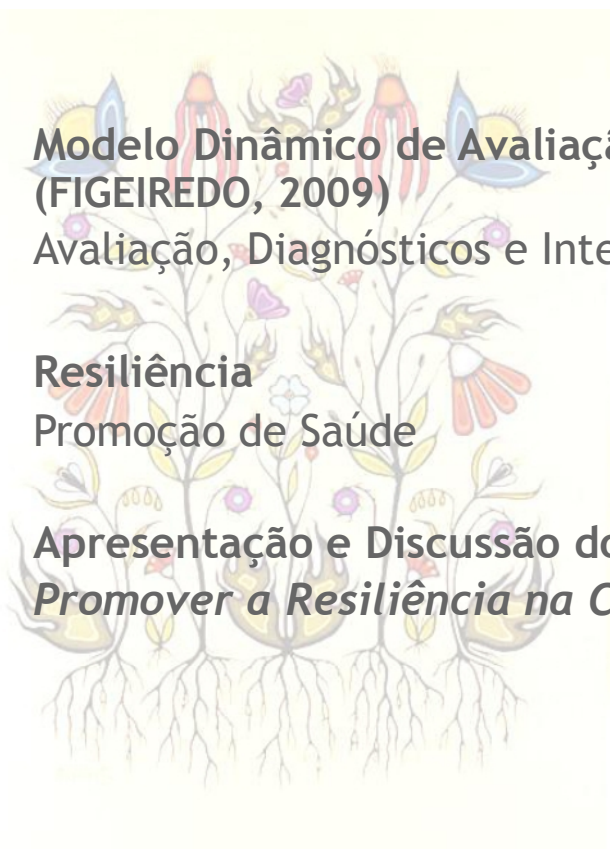 Modelo Dinâmico de Avaliaçã
(FIGEIREDO, 2009)
Avaliação, Diagnósticos e Inte
Resiliência
Promoção de Saúde
Apresentação e Discussão do
Promover a Resiliência na C